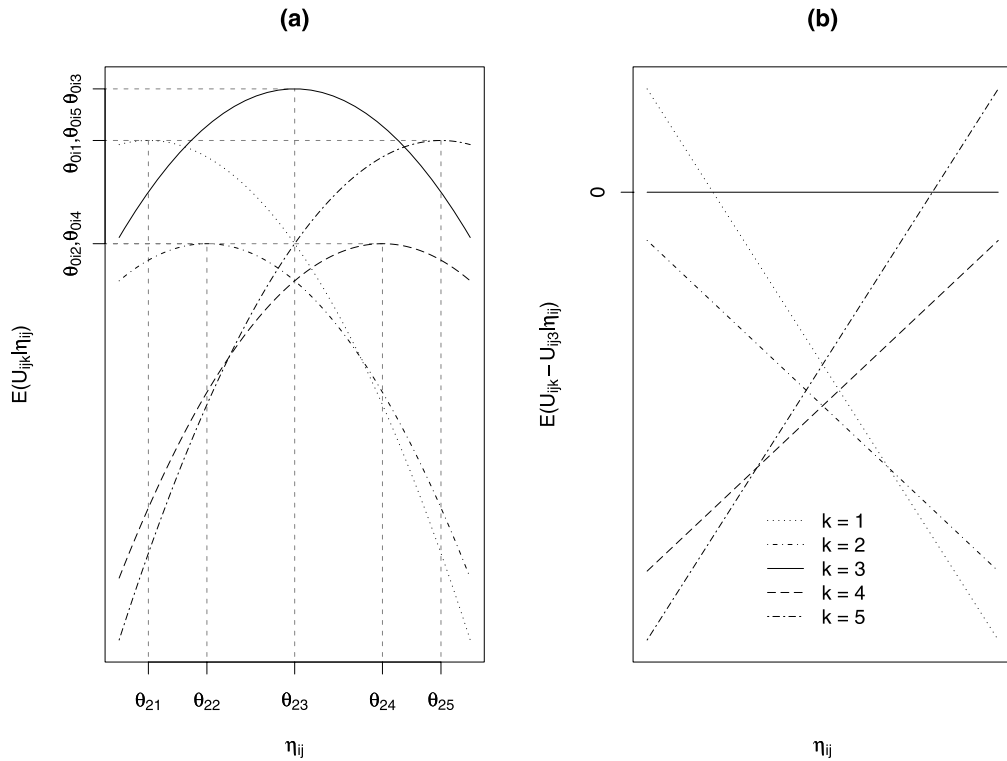 (a)
(b)
θ0i3
θ0i1,θ0i5
θ0i2,θ0i4
E(Uijk|ηij)
θ21
θ22
θ23
θ24
θ25
ηij
0
E(Uijk − Uij3|ηij)
k = 1
k = 2
k = 3
k = 4
k = 5
ηij